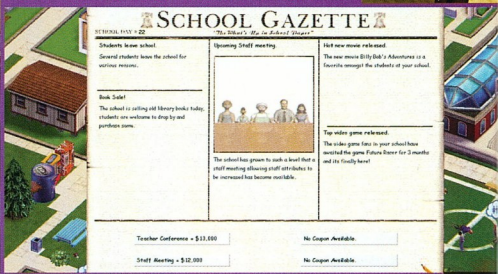 SCHOOL GAZETTE
SCHOOL DAY # 22
"The What's Up in School Paper"
Students leave school.
Several students leave the school for
various reasons.
Book Sale!
The school is selling old library books today,
students are welcome to drop by and
purchase some.
Upcoming Staff meeting.
The school has grown to such a level that a
staff meeting allowing staff attributes to
be increased has become available.
Hot new movie released.
The new movie Billy Bob's Adventures is a
favorite amongst the students at your school.
Top video game released.
The video game fans in your school have
awaited the game Future Racer for 3 months
and its finally here!
Teacher Conference = $13,500
No Coupon Available.
Staff Meeting = $12,000
No Coupon Available.